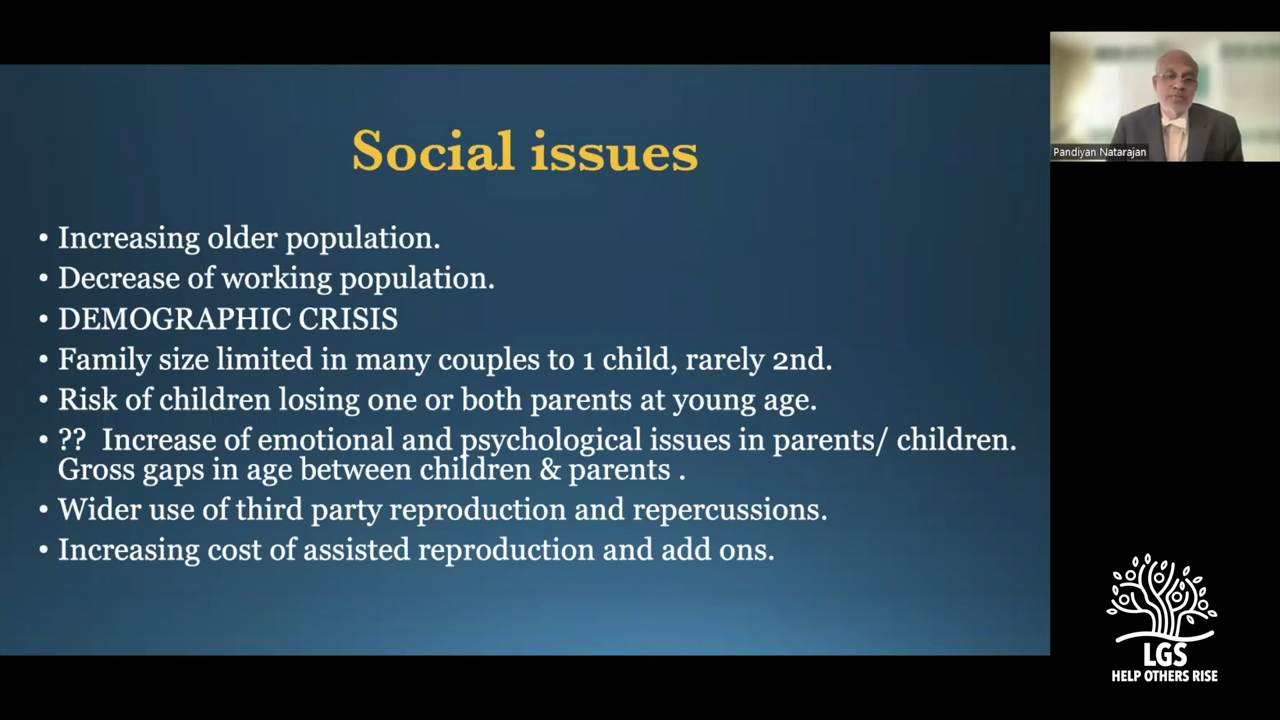 Social issues
• Increasing older population.
• Decrease of working population.
• DEMOGRAPHIC CRISIS
• Family size limited in many couples to 1 child, rarely 2nd.
• Risk of children losing one or both parents at young age.
• ?? Increase of emotional and psychological issues in parents/ children.
Gross gaps in age between children & parents .
• Wider use of third party reproduction and repercussions.
• Increasing cost of assisted reproduction and add ons.
Pandiyan Natarajan
LGS
HELP OTHERS RISE